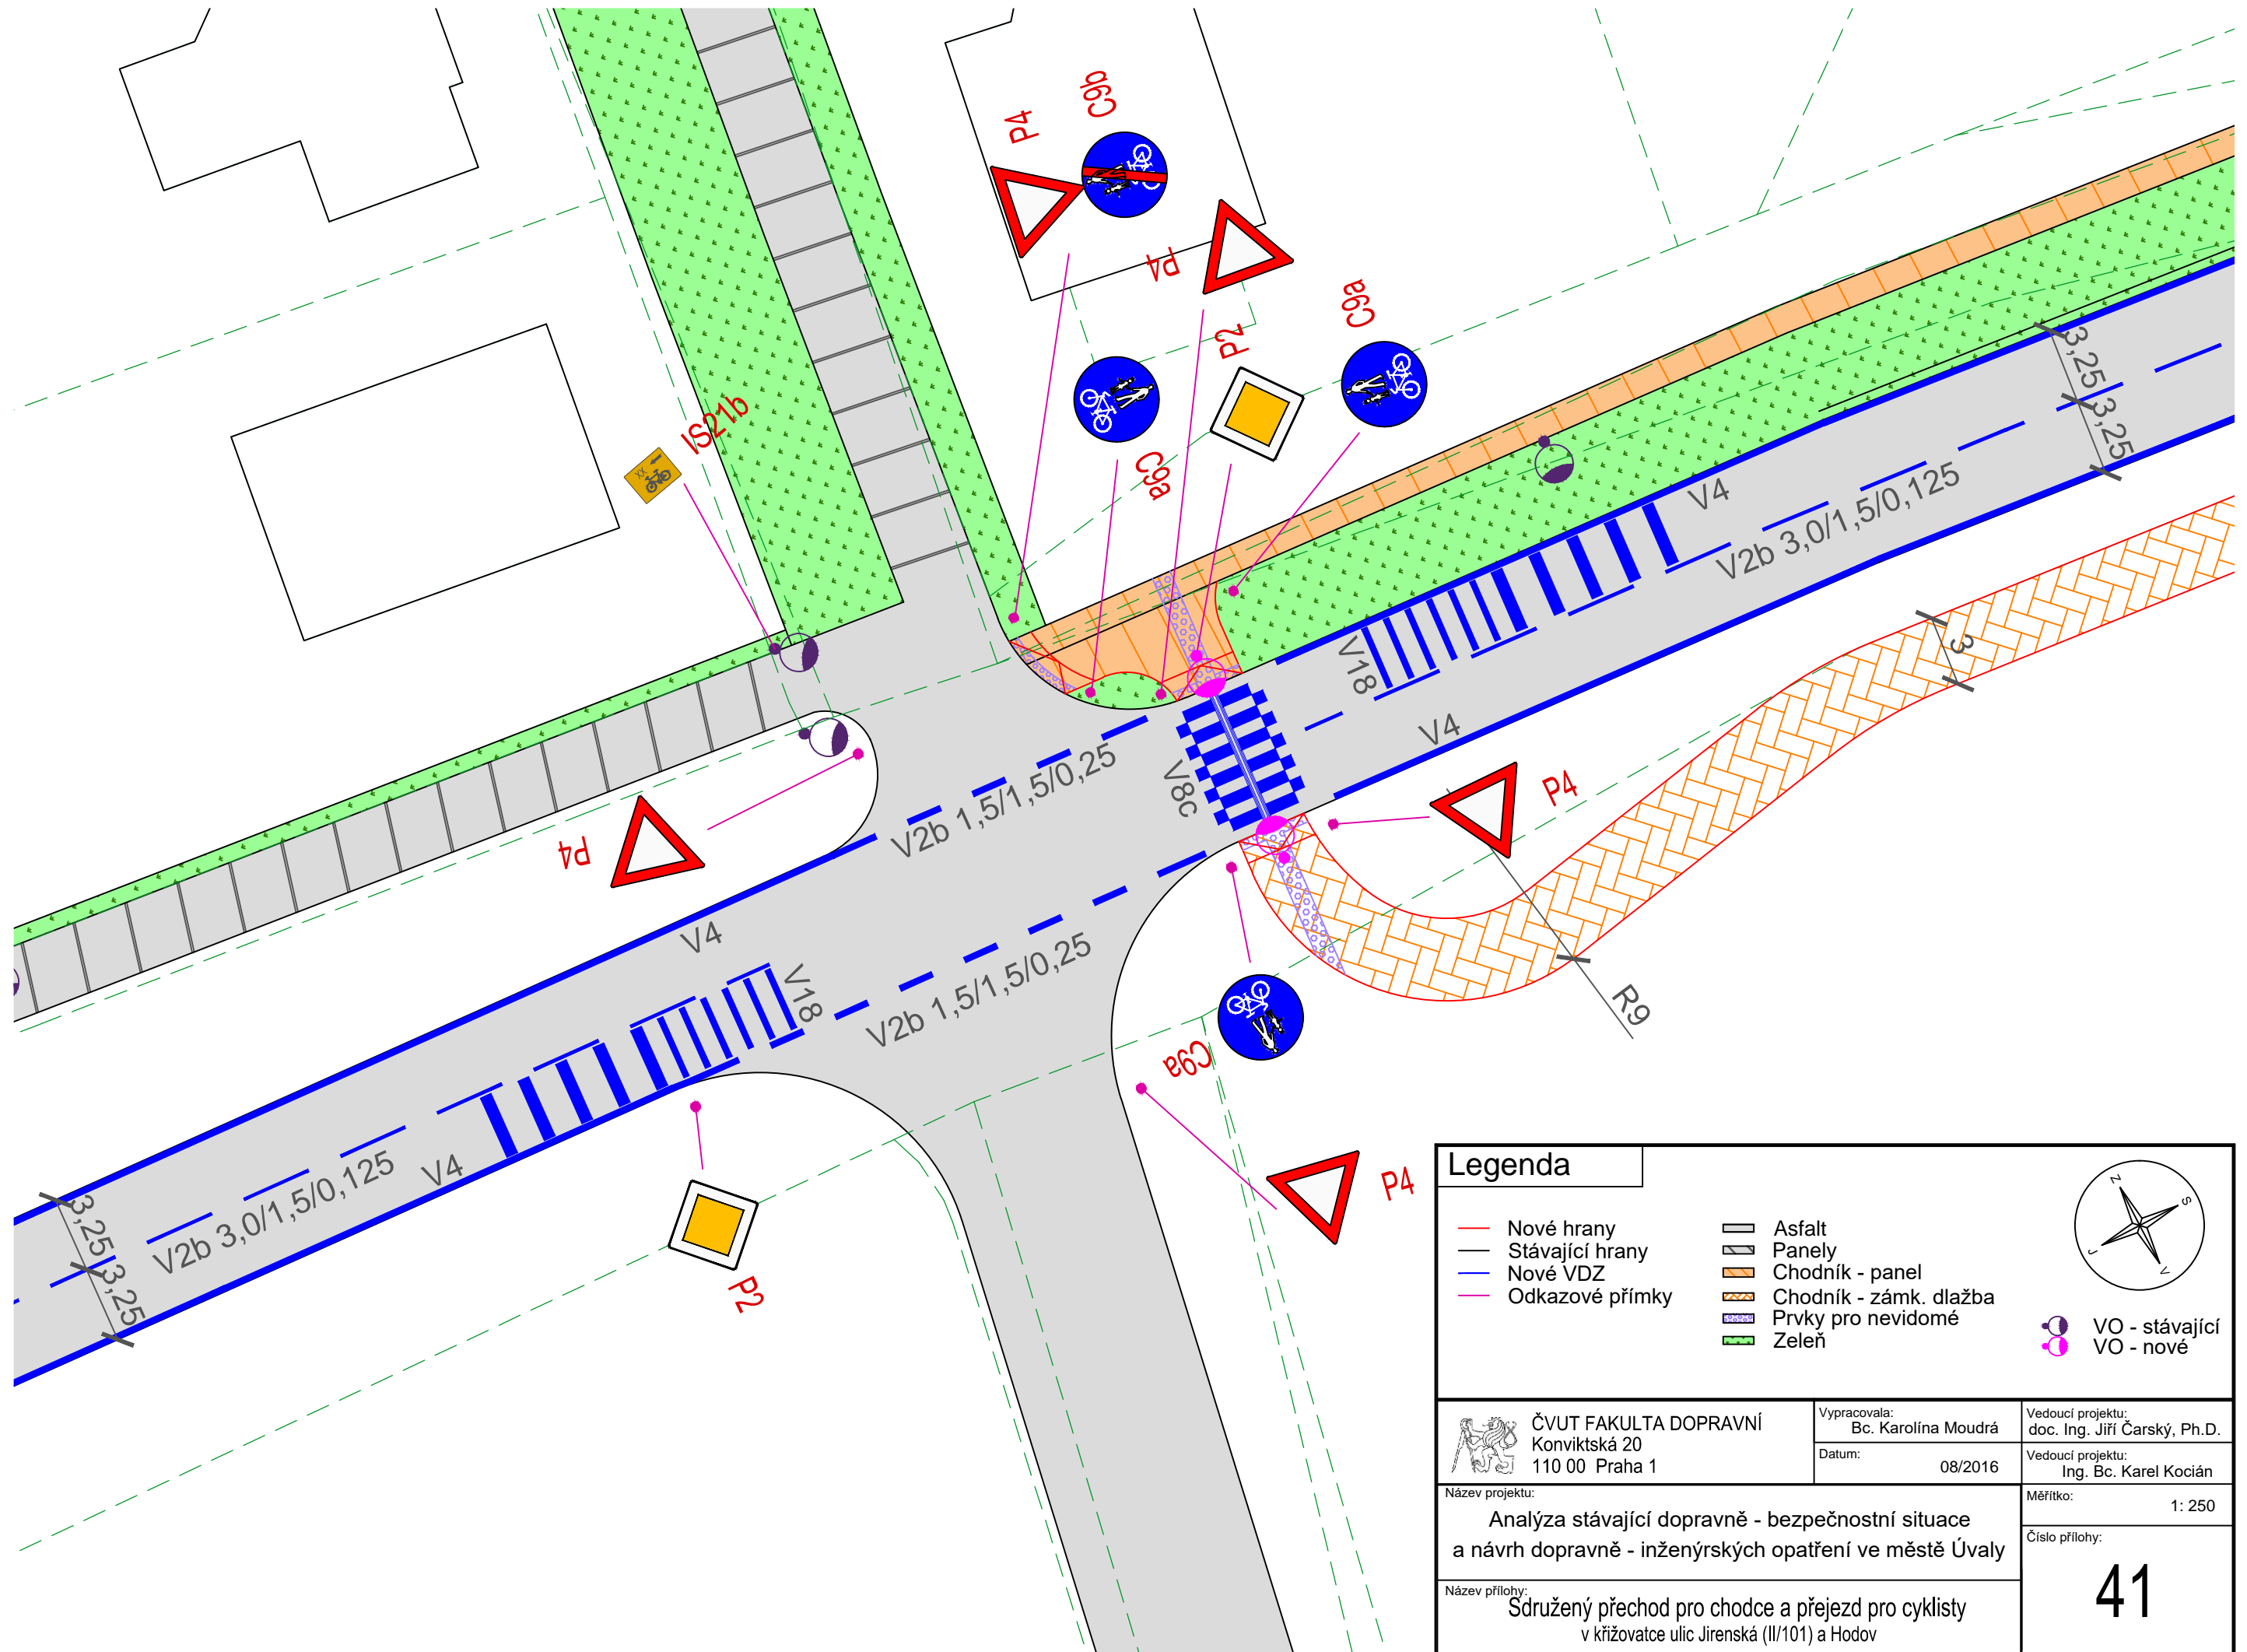 P4
C9b
P4
C9a
P2
IS21b
C9a
3,25
3,25
V4
V2b 3,0/1,5/0,125
V18
3
V4
V2b 1,5/1,5/0,25
V8c
P4
P4
V4
V2b 1,5/1,5/0,25
V18
R9
C9a
P4
V4
V2b 3,0/1,5/0,125
3,25
3,25
P2
XX
Legenda
Nové hrany
Stávající hrany
Nové VDZ
Odkazové přímky
Asfalt
Panely
Chodník - panel
Chodník - zámk. dlažba
Prvky pro nevidomé
Zeleň
Z
S
J
V
VO - stávající
VO - nové
ČVUT FAKULTA DOPRAVNÍ
Konviktská 20
110 00 Praha 1
Vypracovala:
Bc. Karolína Moudrá
Datum:
08/2016
Vedoucí projektu:
doc. Ing. Jiří Čarský, Ph.D.
Vedoucí projektu:
Ing. Bc. Karel Kocián
Název projektu:
Analýza stávající dopravně - bezpečnostní situace
a návrh dopravně - inženýrských opatření ve městě Úvaly
Měřítko:
1: 250
Číslo přílohy:
41
Název přílohy:
Sdružený přechod pro chodce a přejezd pro cyklisty
v křižovatce ulic Jirenská (II/101) a Hodov